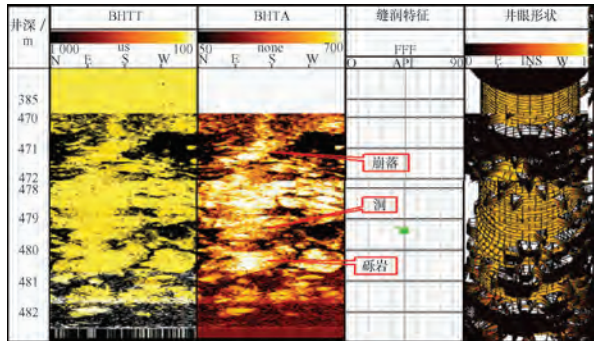 井深/
m
BHTT
1 000 us 100
N E S W
BHTA
50 none 700
N E S W
缝洞特征
FFF
O API 90
井眼形状
0 E INS W
385
470
471
472
478
479
480
481
482
崩落
洞
砾岩